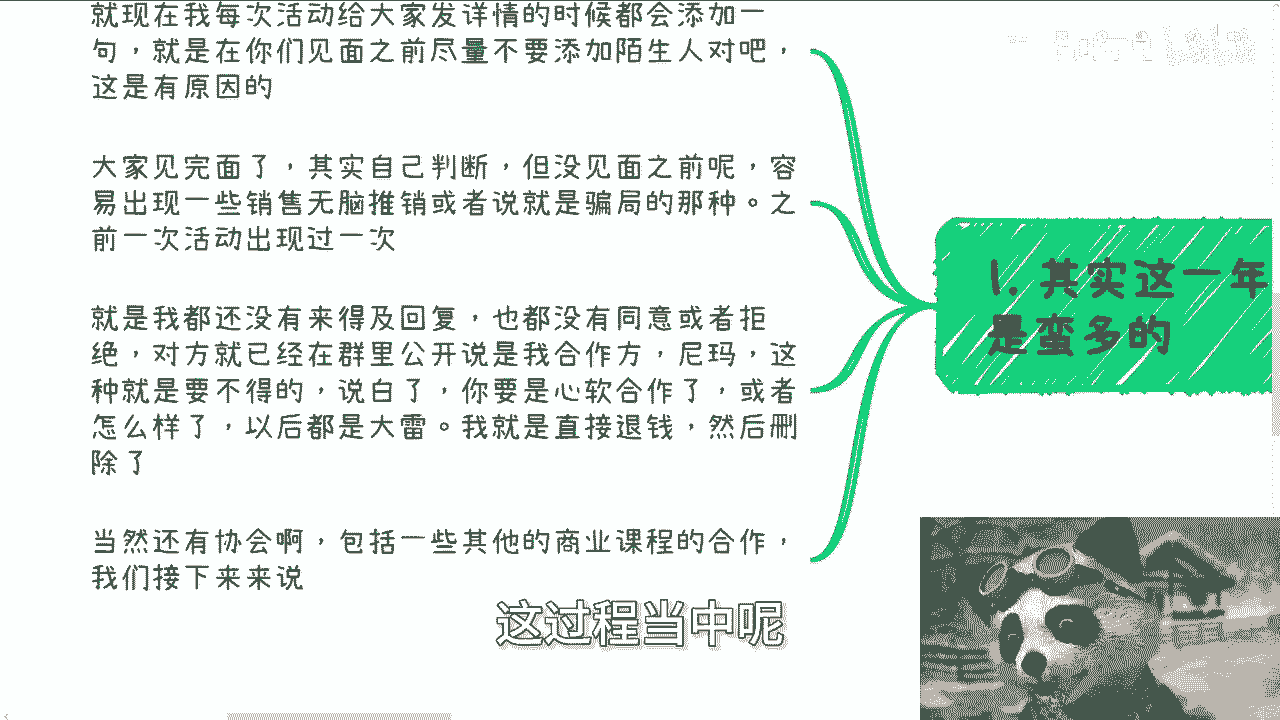 就现在我每次活动给大家发详情的时候都会添加一
句，就是在你们见面之前尽量不要添加陌生人对吧，
这是有原因的
大家见完面了，其实自己判断，但没见面之前呢，容
易出现一些销售无脑推销或者说就是骗局的那种。之
前一次活动出现过一次
就是我都还没有来得及回复，也都没有同意或者拒
绝，对方就已经在群里公开说是我合作方，尼玛，这
种就是要不得的，说白了，你要是心软合作了，或者
怎么样了，以后都是大雷。我就是直接退钱，然后删
除了
当然还有协会啊，包括一些其他的商业课程的合作，
我们接下来来说
1. 其实这一年
是蛮多的
这过程当中呢